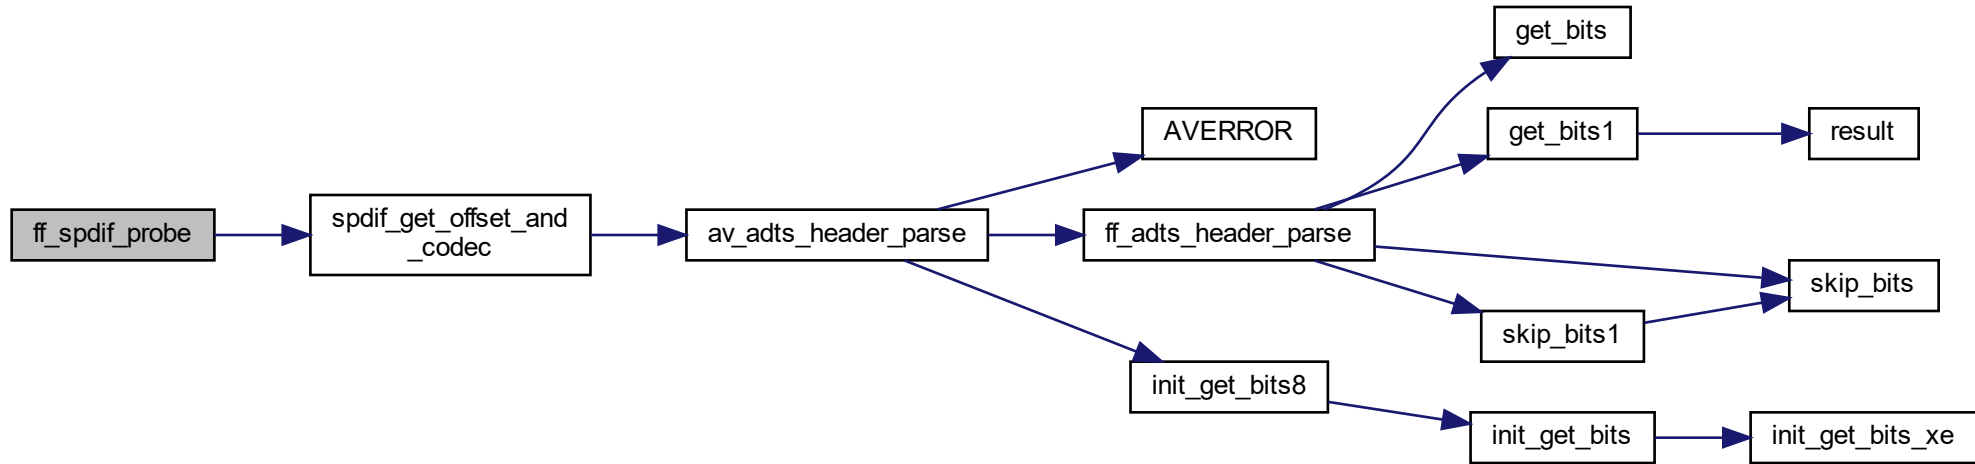 ff_spdif_probe
spdif_get_offset_and
_codec
av_adts_header_parse
AVERROR
ff_adts_header_parse
init_get_bits8
get_bits
get_bits1
skip_bits1
init_get_bits
result
skip_bits
init_get_bits_xe